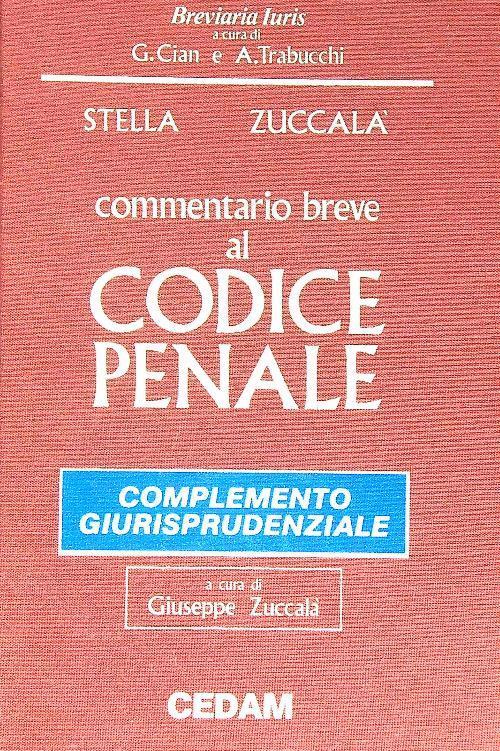 Breviaria Iuris
a cura di
G.Cian e A.Trabucchi
STELLA ZUCCALA'
commentario breve
al
CODICE
PENALE
COMPLEMENTO
GIURISPRUDENZIALE
a cura di
Giuseppe Zuccalà
CEDAM